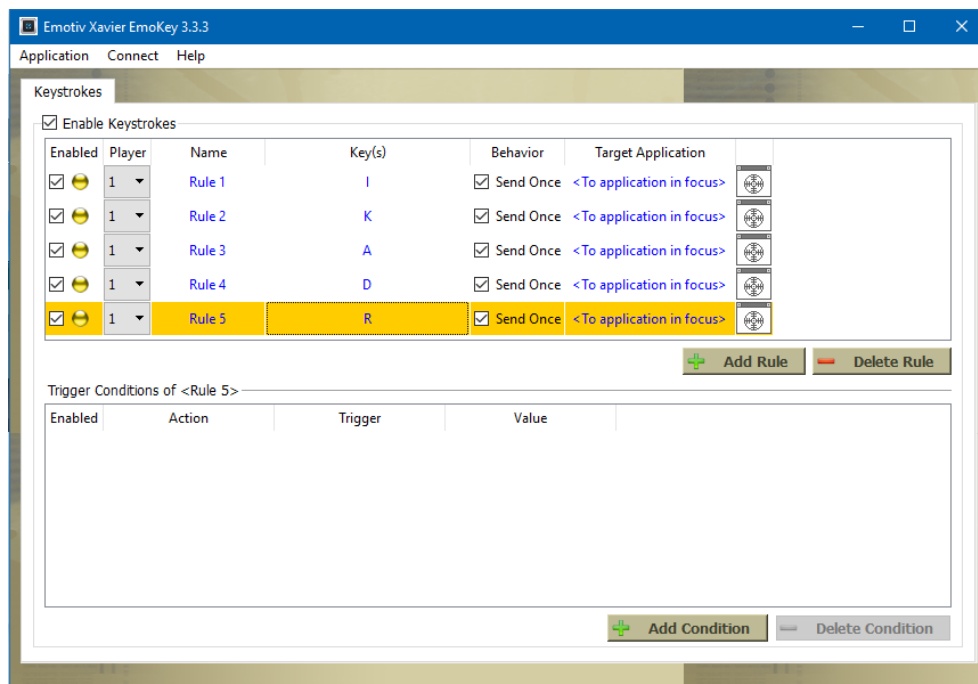 Emotiv Xavier EmoKey 3.3.3
Application Connect Help
Keystrokes
Enable Keystrokes
Enabled Player Name Key(s) Behavior Target Application
1 Rule 1 I Send Once <To application in focus>
1 Rule 2 K Send Once <To application in focus>
1 Rule 3 A Send Once <To application in focus>
1 Rule 4 D Send Once <To application in focus>
1 Rule 5 R Send Once <To application in focus>
Add Rule Delete Rule
Trigger Conditions of <Rule 5>
Enabled Action Trigger Value
Add Condition Delete Condition